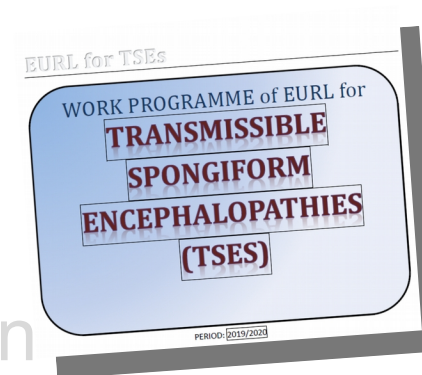 EURL for TSEs
WORK PROGRAMME of EURL for
TRANSMISSIBLE
SPONGIFORM
ENCEPHALOPATHIES
(TSES)
n
PERIOD: 2019/2020